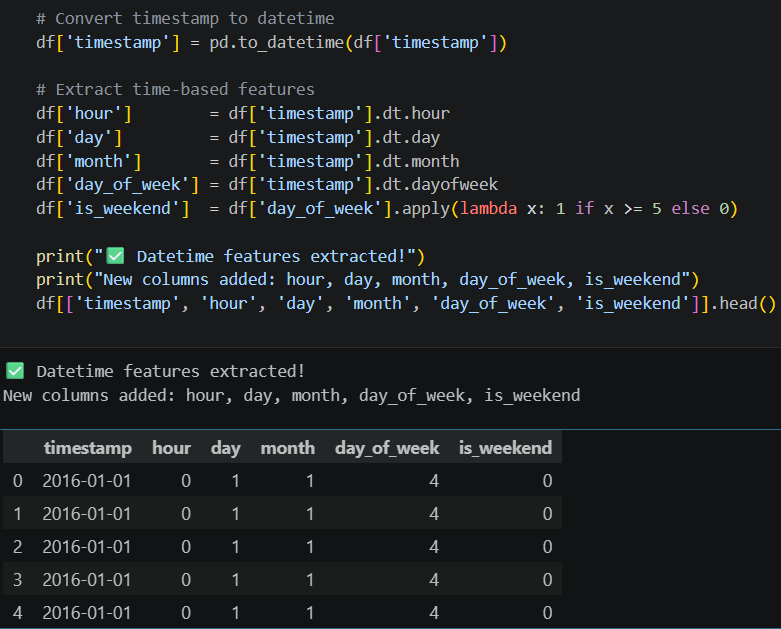 # Convert timestamp to datetime
df['timestamp'] = pd.to_datetime(df['timestamp'])
# Extract time-based features
df['hour']        = df['timestamp'].dt.hour
df['day']         = df['timestamp'].dt.day
df['month']       = df['timestamp'].dt.month
df['day_of_week'] = df['timestamp'].dt.dayofweek
df['is_weekend']  = df['day_of_week'].apply(lambda x: 1 if x >= 5 else 0)
print("✅ Datetime features extracted!")
print("New columns added: hour, day, month, day_of_week, is_weekend")
df[['timestamp', 'hour', 'day', 'month', 'day_of_week', 'is_weekend']].head()
✅ Datetime features extracted!
New columns added: hour, day, month, day_of_week, is_weekend
timestamp hour day month day_of_week is_weekend
0 2016-01-01 0 1 1 4 0
1 2016-01-01 0 1 1 4 0
2 2016-01-01 0 1 1 4 0
3 2016-01-01 0 1 1 4 0
4 2016-01-01 0 1 1 4 0